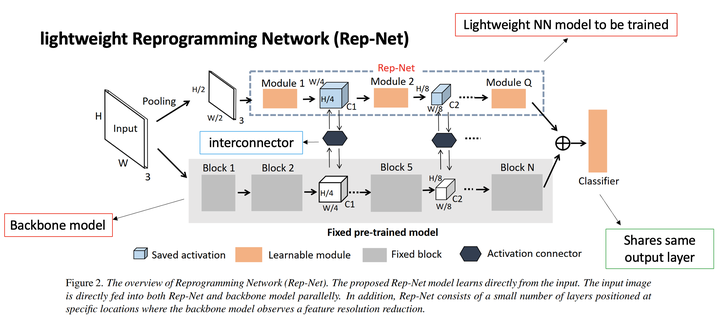 lightweight Reprogramming Network (Rep-Net)
Lightweight NN model to be trained
Rep-Net
Module 1
W/4
H/4
C1
Module 2
H/8
W/8
C2
Module Q
Pooling
H/2
W/2
3
H
Input
W
3
interconnector
Block 1
Block 2
H/4
W/4
C1
Block 5
H/8
W/8
C2
Block N
Classifier
Backbone model
Fixed pre-trained model
Shares same
output layer
Saved activation
Learnable module
Fixed block
Activation connector
Figure 2. The overview of Reprogramming Network (Rep-Net). The proposed Rep-Net model learns directly from the input. The input image
is directly fed into both Rep-Net and backbone model parallelly. In addition, Rep-Net consists of a small number of layers positioned at
specific locations where the backbone model observes a feature resolution reduction.